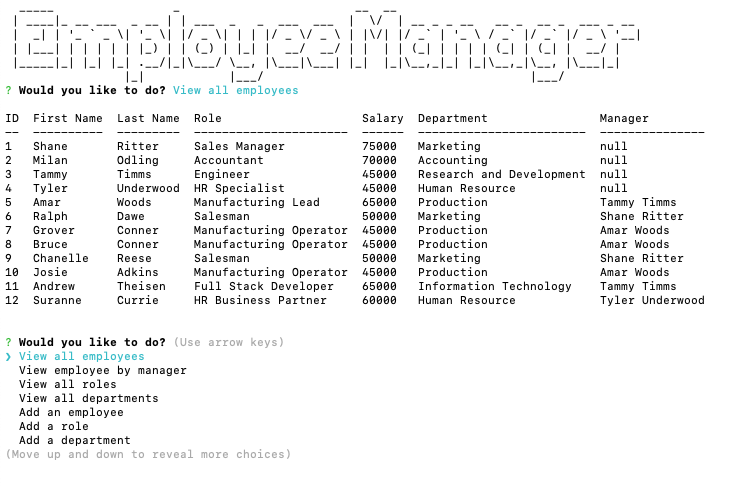 Employee Manager
? Would you like to do? View all employees
ID First Name Last Name Role Salary Department Manager
1 Shane Ritter Sales Manager 75000 Marketing null
2 Milan Odling Accountant 70000 Accounting null
3 Tammy Timms Engineer 45000 Research and Development null
4 Tyler Underwood HR Specialist 45000 Human Resource null
5 Amar Woods Manufacturing Lead 65000 Production Tammy Timms
6 Ralph Dawe Salesman 50000 Marketing Shane Ritter
7 Grover Conner Manufacturing Operator 45000 Production Amar Woods
8 Bruce Conner Manufacturing Operator 45000 Production Amar Woods
9 Chanelle Reese Salesman 50000 Marketing Shane Ritter
10 Josie Adkins Manufacturing Operator 45000 Production Amar Woods
11 Andrew Theisen Full Stack Developer 65000 Information Technology Tammy Timms
12 Suranne Currie HR Business Partner 60000 Human Resource Tyler Underwood
? Would you like to do? (Use arrow keys)
❯ View all employees
View employee by manager
View all roles
View all departments
Add an employee
Add a role
Add a department
(Move up and down to reveal more choices)